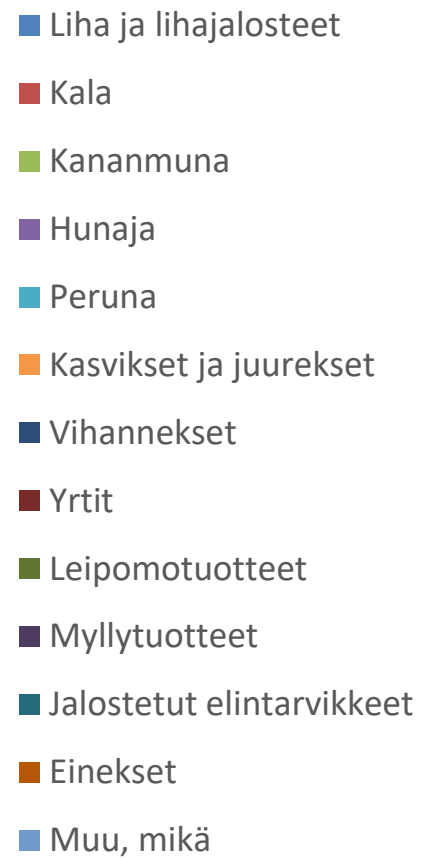 Liha ja lihajalosteet
Kala
Kananmuna
Hunaja
Peruna
Kasvikset ja juurekset
Vihannekset
Yrtit
Leipomotuotteet
Myllytuotteet
Jalostetut elintarvikkeet
Einekset
Muu, mikä